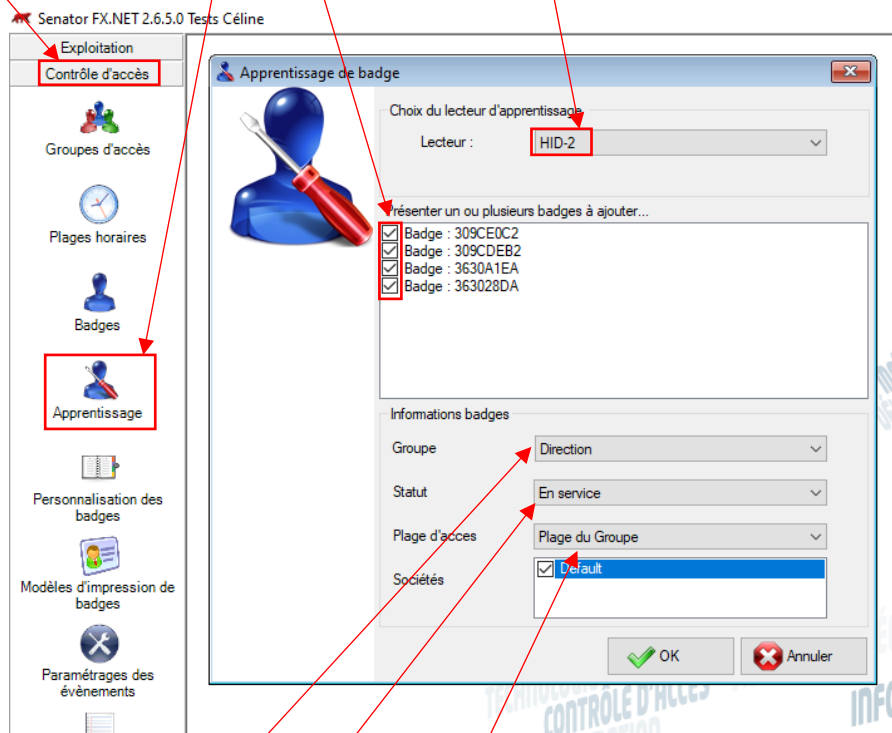 Senator FX.NET 2.6.5.0 Tests Céline
Exploitation
Contrôle d'accès
Groupes d'accès
Plages horaires
Badges
Apprentissage
Personnalisation des
badges
Modèles d'impression de
badges
Paramétrages des
évènements
Apprentissage de badge
Choix du lecteur d'apprentissage
Lecteur :
HID-2
Présenter un ou plusieurs badges à ajouter...
Badge : 309CE0C2
Badge : 309CDEB2
Badge : 3630A1EA
Badge : 363028DA
Informations badges
Groupe
Direction
Statut
En service
Plage d'acces
Plage du Groupe
Sociétés
Default
OK
Annuler
CONTRÔLE D'ACCÈS